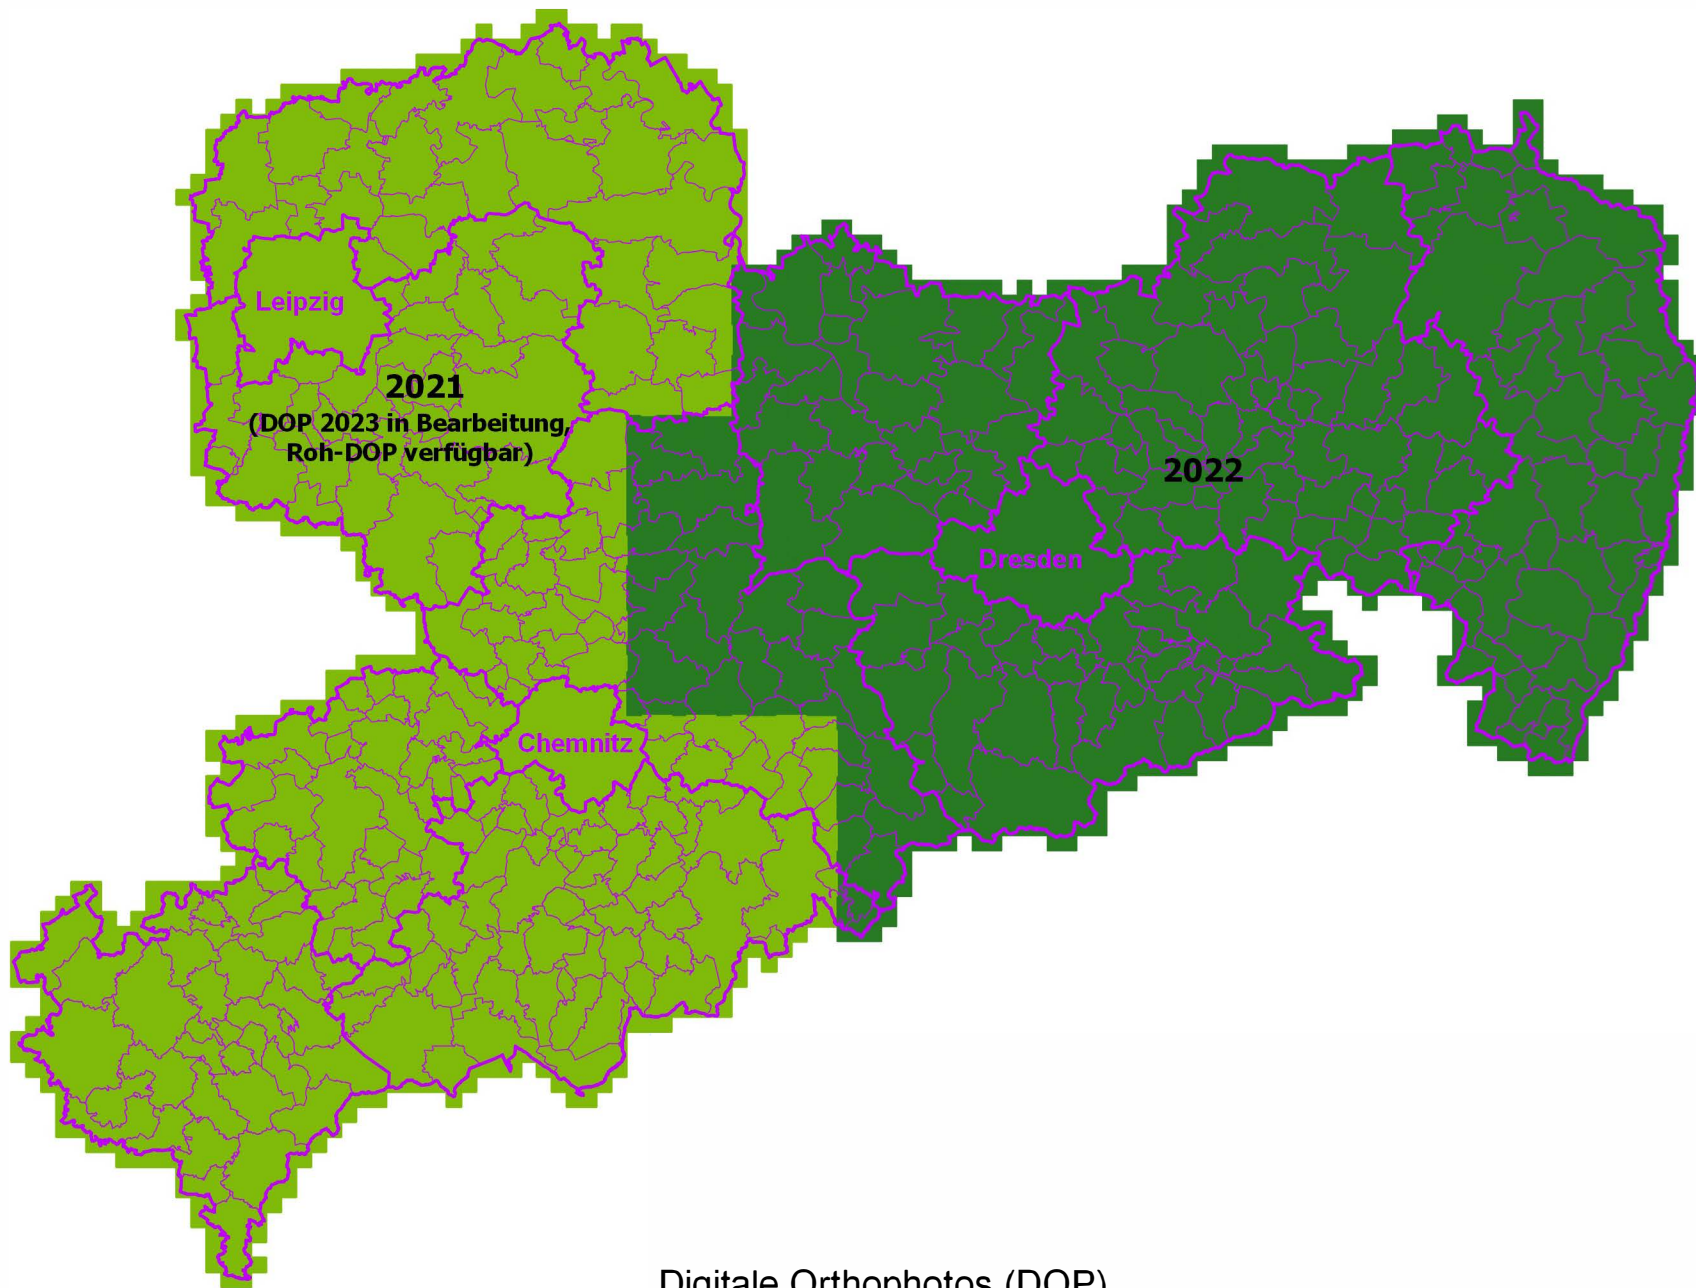 Leipzig
2021
(DOP 2023 in Bearbeitung,
Roh-DOP verfügbar)
2022
Dresden
Chemnitz
Digitale Orthophotos (DOP)